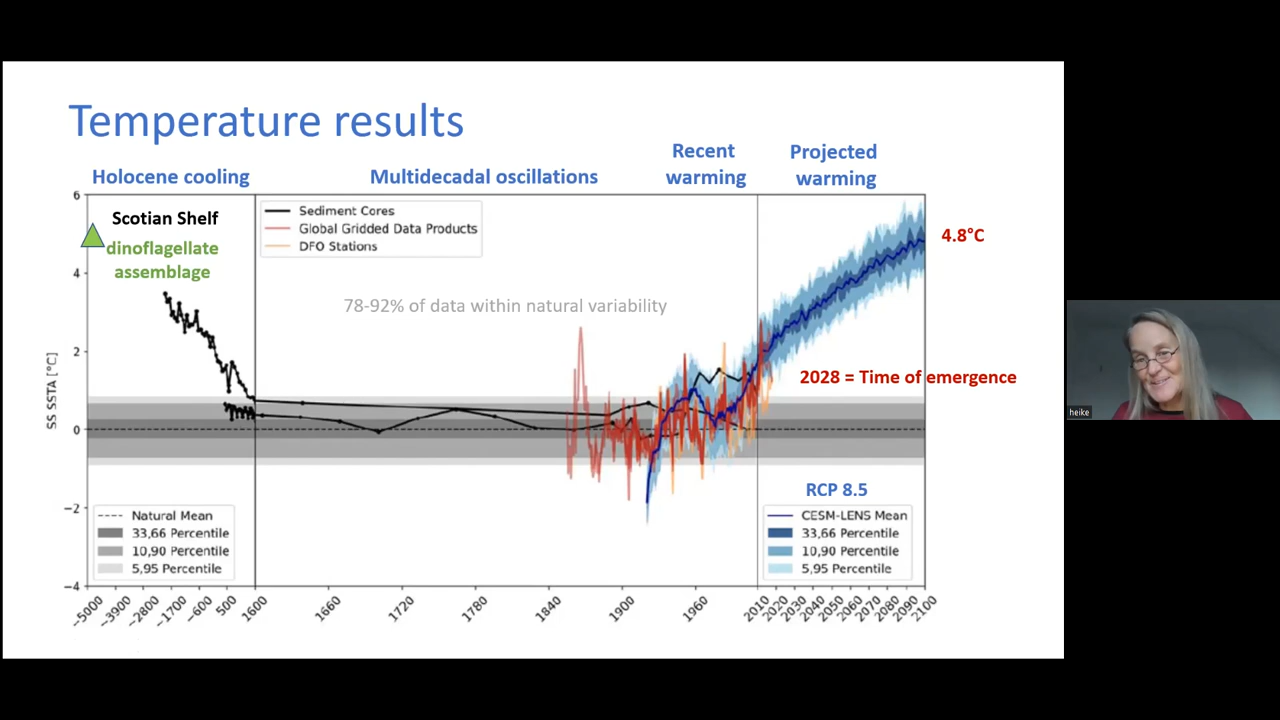 Temperature results
Holocene cooling
Multidecadal oscillations
Recent
warming
Projected
warming
6
4
2
0
−2
−4
SS SSTA [°C]
Scotian Shelf
dinoflagellate
assemblage
Sediment Cores
Global Gridded Data Products
DFO Stations
78-92% of data within natural variability
4.8°C
2028 = Time of emergence
RCP 8.5
Natural Mean
33,66 Percentile
10,90 Percentile
5,95 Percentile
CESM-LENS Mean
33,66 Percentile
10,90 Percentile
5,95 Percentile
−5000 −3900 −2800 −1700 −600 500 1600 1660 1720 1780 1840 1900 1960 2010 2020 2030 2040 2050 2060 2070 2080 2090 2100
heike